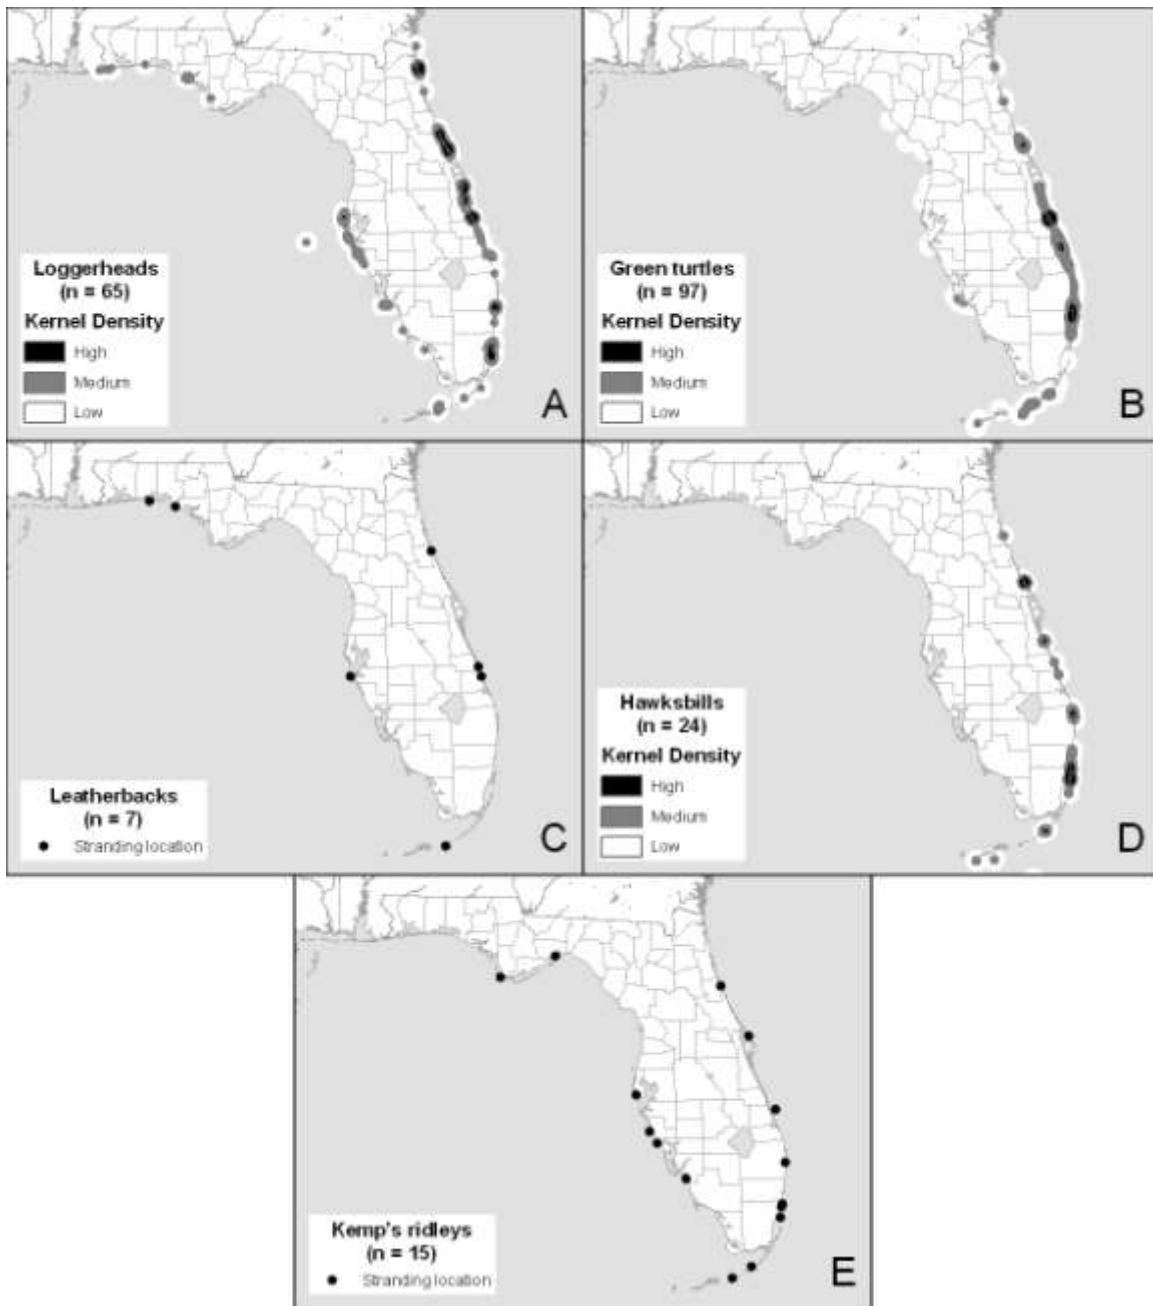 Loggerheads
(n = 65)
Kernel Density
High
Medium
Low
A
Green turtles
(n = 97)
Kernel Density
High
Medium
Low
B
Leatherbacks
(n = 7)
Stranding location
C
Hawksbills
(n = 24)
Kernel Density
High
Medium
Low
D
Kemp's ridleys
(n = 15)
Stranding location
E